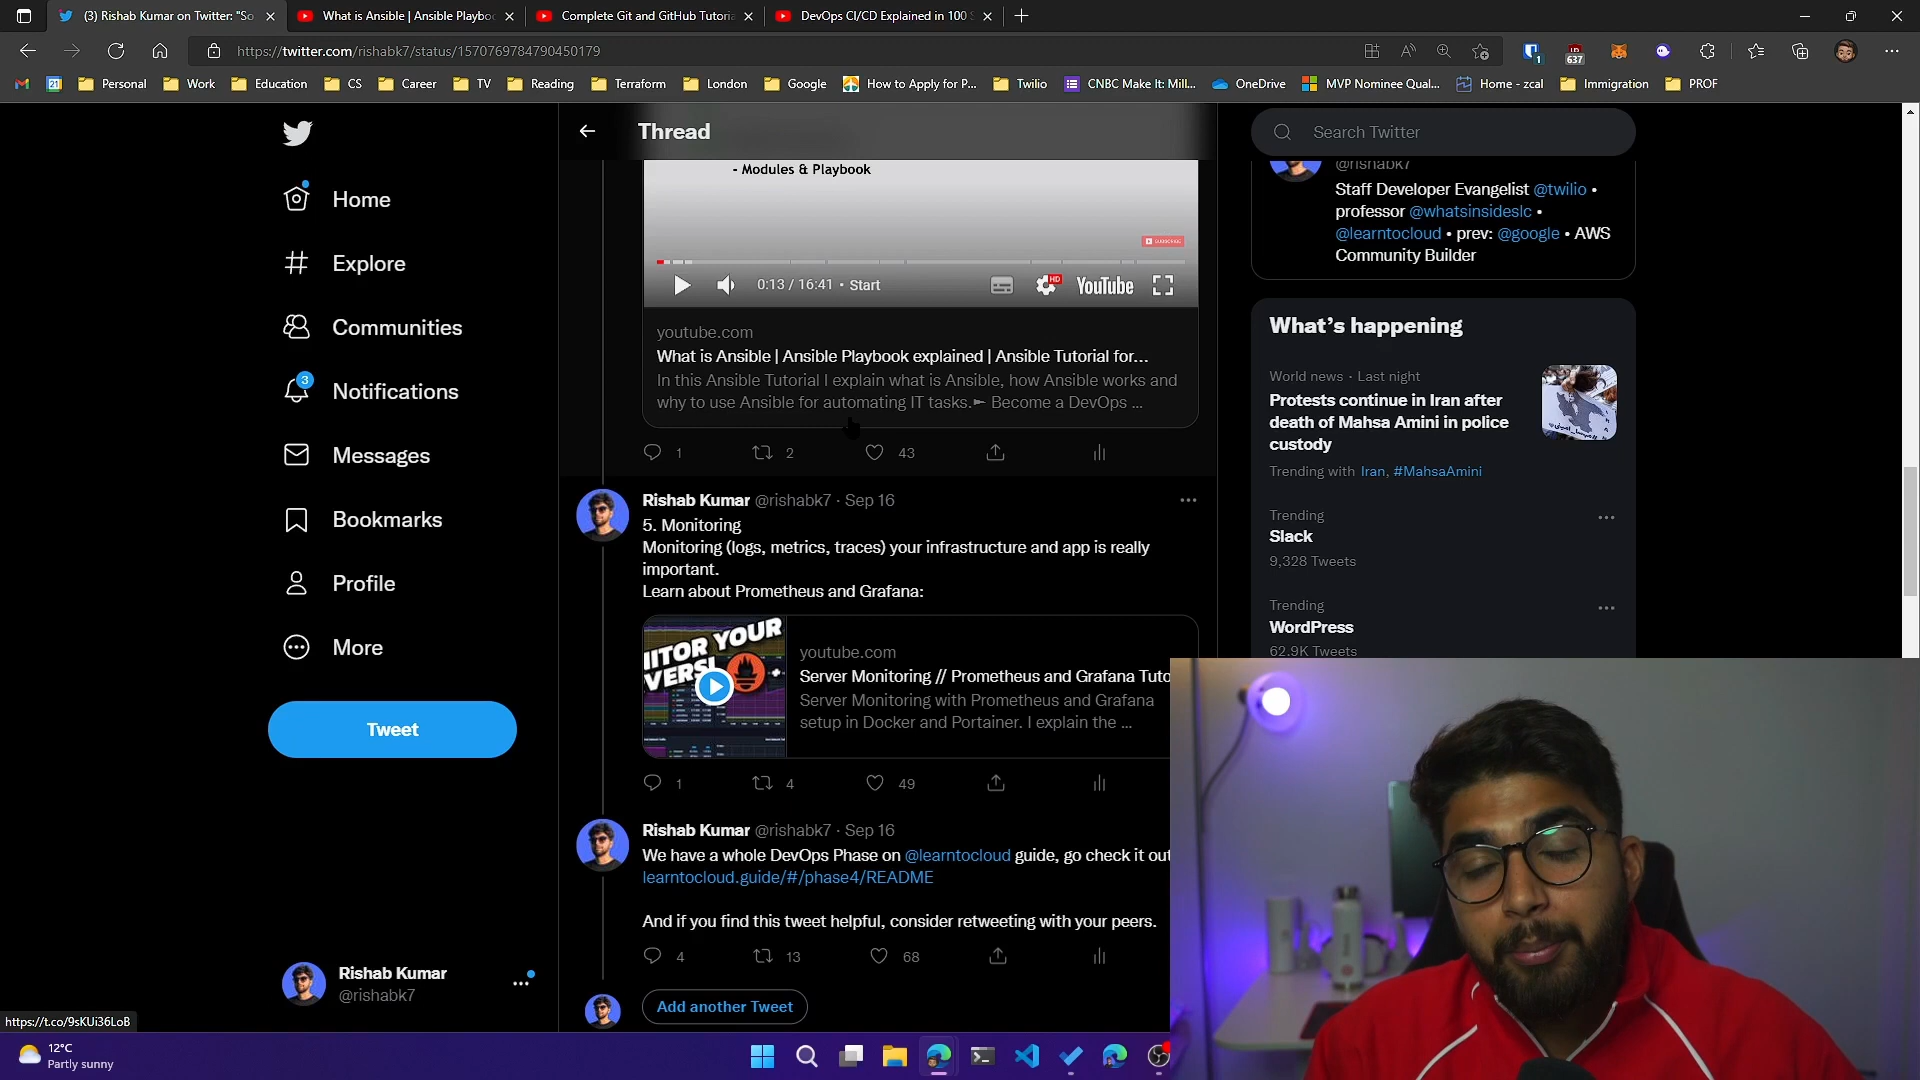 (3) Rishab Kumar on Twitter: "So
What is Ansible | Ansible Playboo
Complete Git and GitHub Tutoria
DevOps CI/CD Explained in 100 S
https://twitter.com/rishabk7/status/1570769784790450179
1
637
21
Personal
Work
Education
CS
Career
TV
Reading
Terraform
London
Google
How to Apply for P...
Twilio
CNBC Make It: Mill...
OneDrive
MVP Nominee Qual...
Home - zcal
Immigration
PROF
Home
Explore
Communities
3
Notifications
Messages
Bookmarks
Profile
More
Tweet
Rishab Kumar
@rishabk7
https://t.co/9sKUi36LoB
Thread
- Modules & Playbook
SUBSCRIBE
0:13 / 16:41 • Start
HD
YouTube
youtube.com
What is Ansible | Ansible Playbook explained | Ansible Tutorial for...
In this Ansible Tutorial I explain what is Ansible, how Ansible works and
why to use Ansible for automating IT tasks.► Become a DevOps ...
1
2
43
Rishab Kumar @rishabk7 · Sep 16
5. Monitoring
Monitoring (logs, metrics, traces) your infrastructure and app is really
important.
Learn about Prometheus and Grafana:
ITOR YOUR
VERS!
youtube.com
Server Monitoring // Prometheus and Grafana Tuto
Server Monitoring with Prometheus and Grafana
setup in Docker and Portainer. I explain the ...
1
4
49
Rishab Kumar @rishabk7 · Sep 16
We have a whole DevOps Phase on @learntocloud guide, go check it out
learntocloud.guide/#/phase4/README
And if you find this tweet helpful, consider retweeting with your peers.
4
13
68
Add another Tweet
Search Twitter
@rishabk7
Staff Developer Evangelist @twilio •
professor @whatsinsideslc •
@learntocloud • prev: @google • AWS
Community Builder
What's happening
World news · Last night
Protests continue in Iran after
death of Mahsa Amini in police
custody
Trending with Iran, #MahsaAmini
Trending
Slack
9,328 Tweets
Trending
WordPress
62.9K Tweets
12°C
Partly sunny